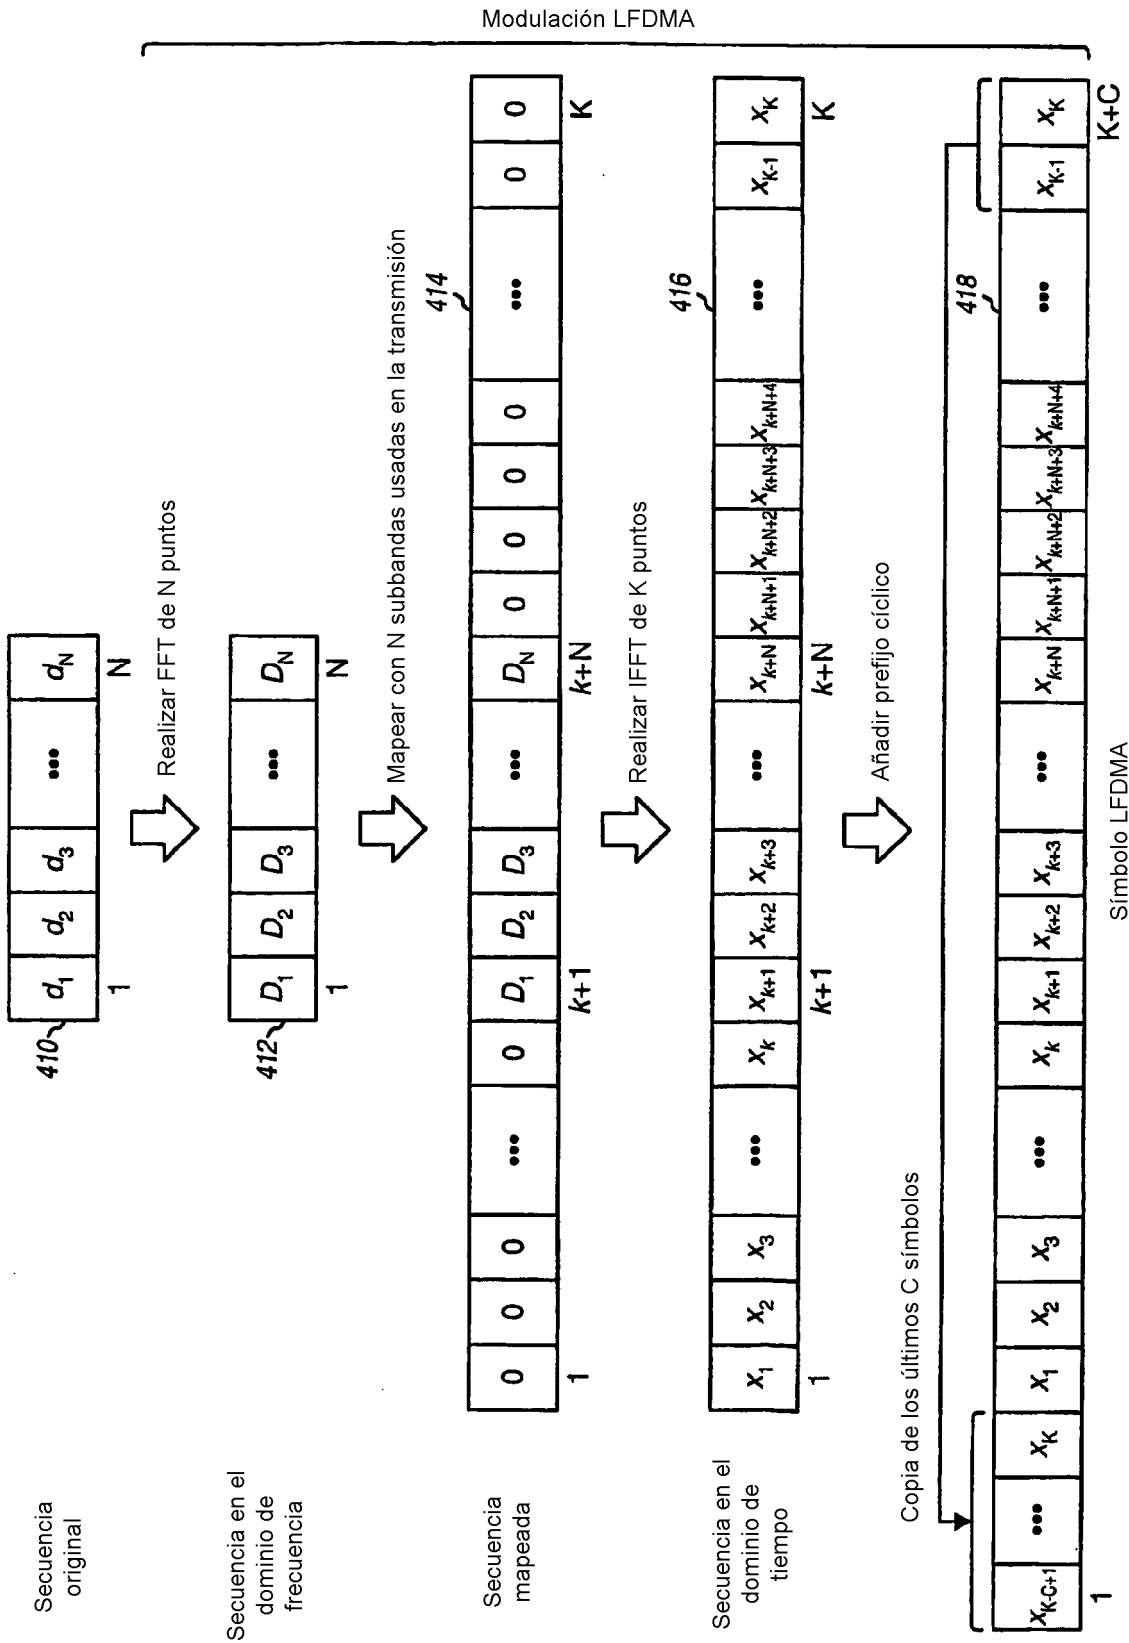 Modulación LFDMA
Secuencia
original
410
d1 d2 d3 ••• dN
1 N
Realizar FFT de N puntos
Secuencia en el
dominio de
frecuencia
412
D1 D2 D3 ••• DN
1 N
Mapear con N subbandas usadas en la transmisión
Secuencia
mapeada
414
0 0 0 ••• 0 D1 D2 D3 ••• DN 0 0 0 0 ••• 0 0
1 k+1 k+N K
Realizar IFFT de K puntos
Secuencia en el
dominio de
tiempo
416
x1 x2 x3 ••• xk xk+1 xk+2 xk+3 ••• xk+N xk+N+1 xk+N+2 xk+N+3 xk+N+4 ••• xK-1 xK
1 k+1 k+N K
Añadir prefijo cíclico
Copia de los últimos C símbolos
418
xK-C+1 ••• xK x1 x2 x3 ••• xk xk+1 xk+2 xk+3 ••• xk+N xk+N+1 xk+N+2 xk+N+3 xk+N+4 ••• xK-1 xK
1 K+C
Símbolo LFDMA